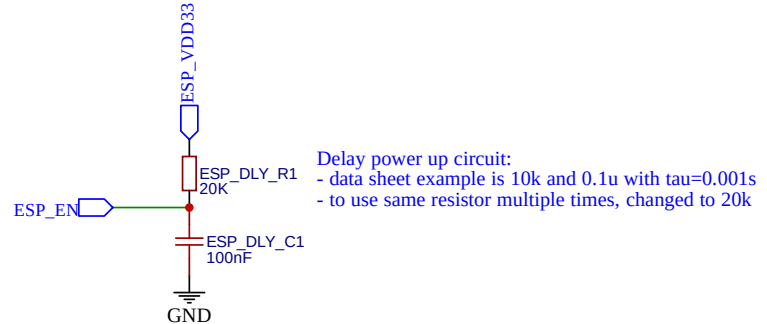 ESP_VDD33
ESP_DLY_R1
20K
ESP_EN
ESP_DLY_C1
100nF
GND
Delay power up circuit:
- data sheet example is 10k and 0.1u with tau=0.001s
- to use same resistor multiple times, changed to 20k